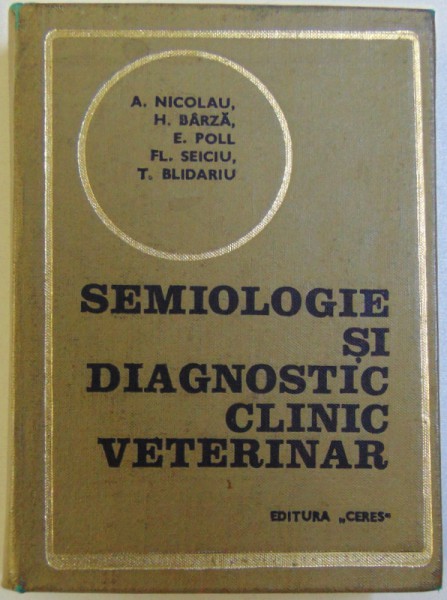 A. NICOLAU,
H. BÂRZĂ,
E. POLL
FL. SEICIU,
T. BLIDARIU
SEMIOLOGIE
ȘI
DIAGNOSTIC
CLINIC
VETERINAR
EDITURA „CERES“